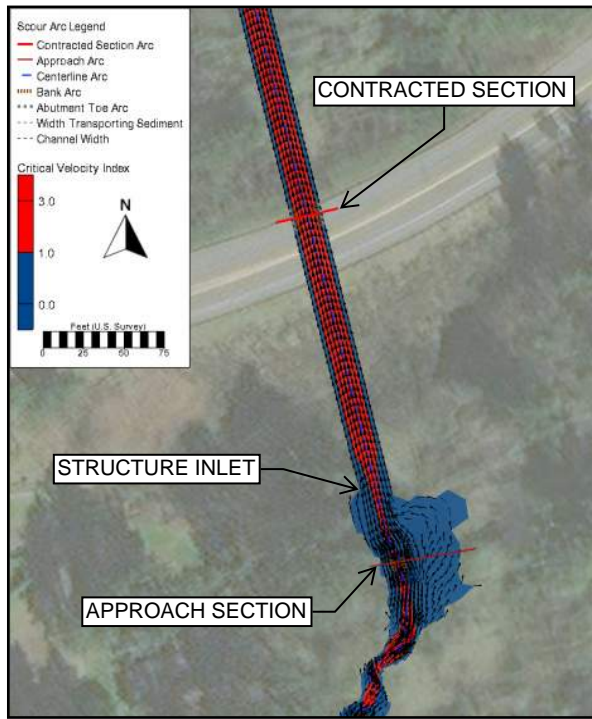 Scour Arc Legend
Contracted Section Arc
Approach Arc
Centerline Arc
Bank Arc
Abutment Toe Arc
Width Transporting Sediment
Channel Width
Critical Velocity Index
3.0
1.0
0.0
N
Feet (U.S. Survey)
0 25 50 75
CONTRACTED SECTION
STRUCTURE INLET
APPROACH SECTION